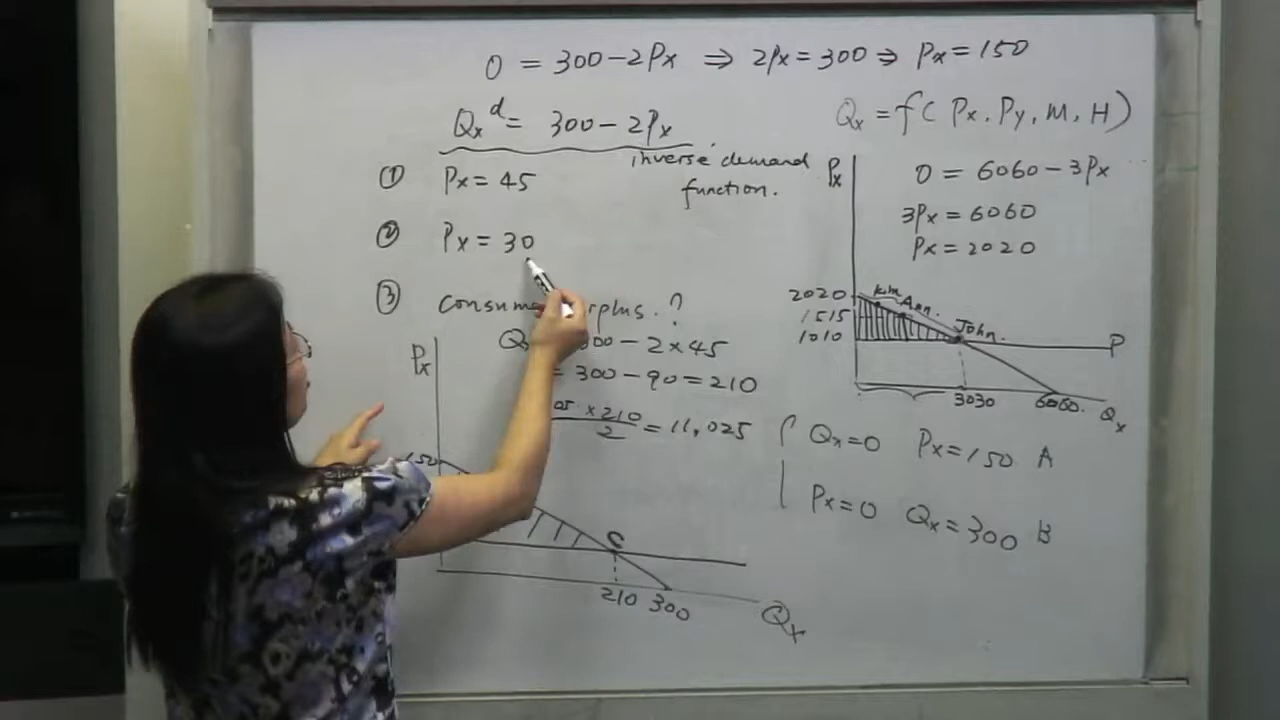 0 = 300 - 2Px ⇒ 2Px = 300 ⇒ Px = 150
Qx^d = 300 - 2Px
inverse demand
function.
① Px = 45
② Px = 30
③ Consume rplus. ?
Q 00 - 2 × 45
= 300 - 90 = 210
05 × 210
2
= 11,025
Px
150
C
210 300
Qx
Qx = f( Px, Py, M, H)
Px
0 = 6060 - 3Px
3Px = 6060
Px = 2020
2020
1515
1010
kim
Ann.
John.
P
3030
6060.
Qx
Qx = 0 Px = 150 A
Px = 0 Qx = 300 B